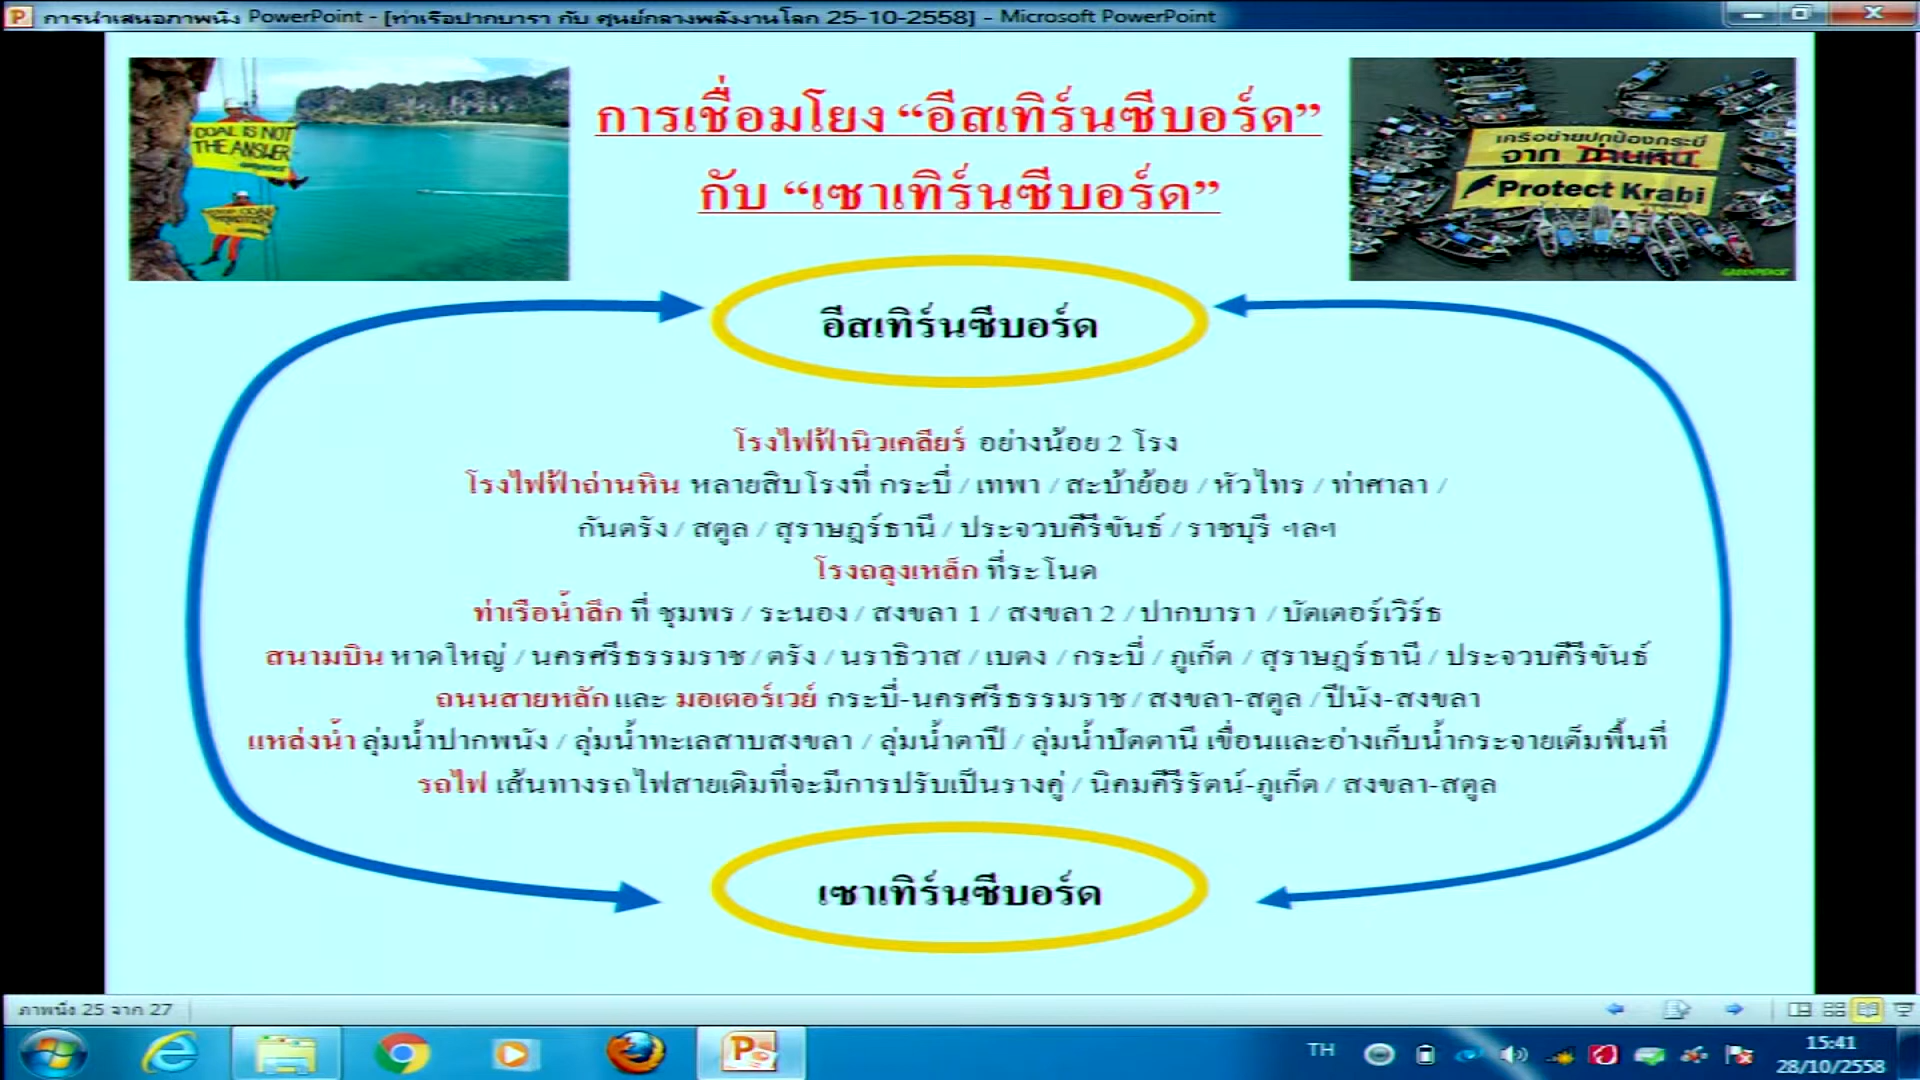 การนำเสนอภาพนิ่ง PowerPoint - [ท่าเรือปากบารา กับ ศูนย์กลางพลังงานโลก 25-10-2558] - Microsoft PowerPoint
COAL IS NOT
THE ANSWER
การเชื่อมโยง “อีสเทิร์นซีบอร์ด”
กับ “เซาเทิร์นซีบอร์ด”
เครือข่ายปกป้องกระบี่
จาก ถ่านหิน
Protect Krabi
GREENPEACE
อีสเทิร์นซีบอร์ด
โรงไฟฟ้านิวเคลียร์ อย่างน้อย 2 โรง
โรงไฟฟ้าถ่านหิน หลายสิบโรงที่ กระบี่ / เทพา / สะบ้าย้อย / หัวไทร / ท่าศาลา /
กันตรัง / สตูล / สุราษฎร์ธานี / ประจวบคีรีขันธ์ / ราชบุรี ฯลฯ
โรงถลุงเหล็ก ที่ระโนด
ท่าเรือน้ำลึก ที่ ชุมพร / ระนอง / สงขลา 1 / สงขลา 2 / ปากบารา / บัตเตอร์เวิร์ธ
สนามบิน หาดใหญ่ / นครศรีธรรมราช / ตรัง / นราธิวาส / เบตง / กระบี่ / ภูเก็ต / สุราษฎร์ธานี / ประจวบคีรีขันธ์
ถนนสายหลัก และ มอเตอร์เวย์ กระบี่-นครศรีธรรมราช / สงขลา-สตูล / ปีนัง-สงขลา
แหล่งน้ำ ลุ่มน้ำปากพนัง / ลุ่มน้ำทะเลสาบสงขลา / ลุ่มน้ำตาปี / ลุ่มน้ำปัตตานี เขื่อนและอ่างเก็บน้ำกระจายเต็มพื้นที่
รถไฟ เส้นทางรถไฟสายเดิมที่จะมีการปรับเป็นรางคู่ / นิคมคีรีรัตน์-ภูเก็ต / สงขลา-สตูล
เซาเทิร์นซีบอร์ด
ภาพนิ่ง 25 จาก 27
TH
15:41
28/10/2558